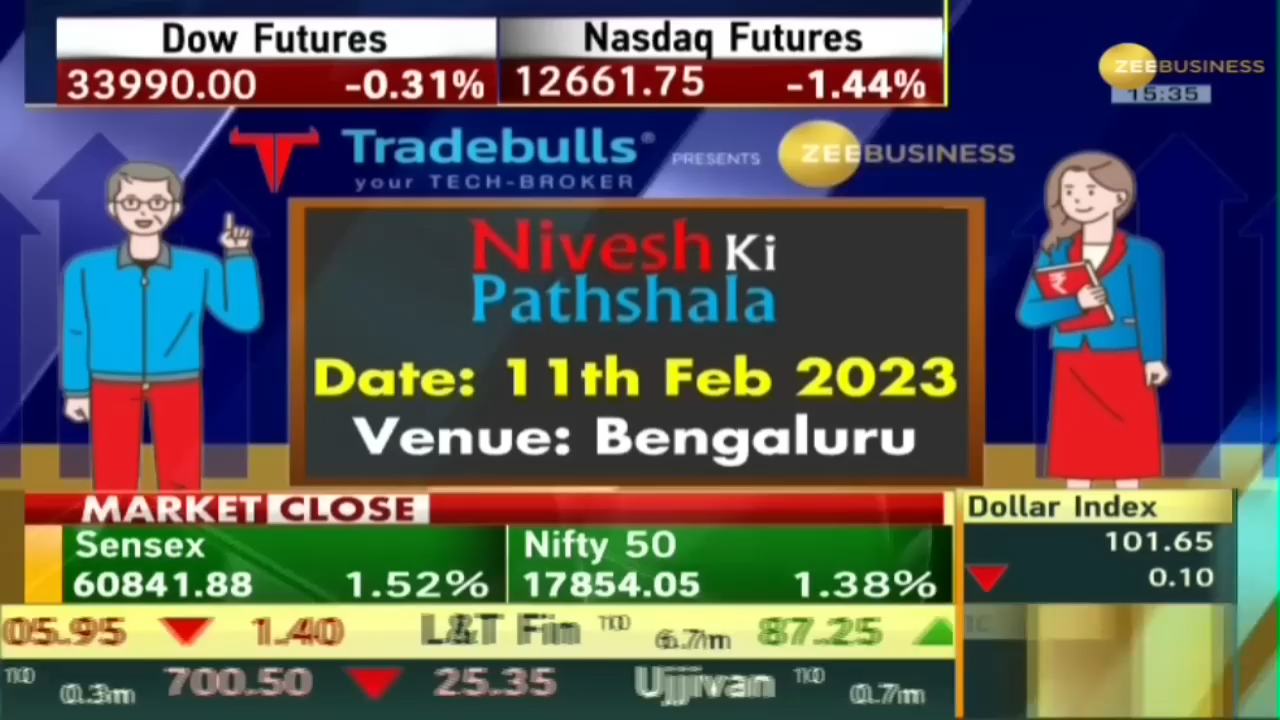 Dow Futures
33990.00 -0.31%
Nasdaq Futures
12661.75 -1.44%
ZEEBUSINESS
15:35
Tradebulls®
your TECH-BROKER
PRESENTS
ZEEBUSINESS
Nivesh Ki
Pathshala
Date: 11th Feb 2023
Venue: Bengaluru
₹
MARKET CLOSE
Sensex
60841.88 1.52%
Nifty 50
17854.05 1.38%
Dollar Index
101.65
0.10
05.95 1.40 L&T Fin 6.7m 87.25
0.3m 700.50 25.35 Ujjivan 0.7m